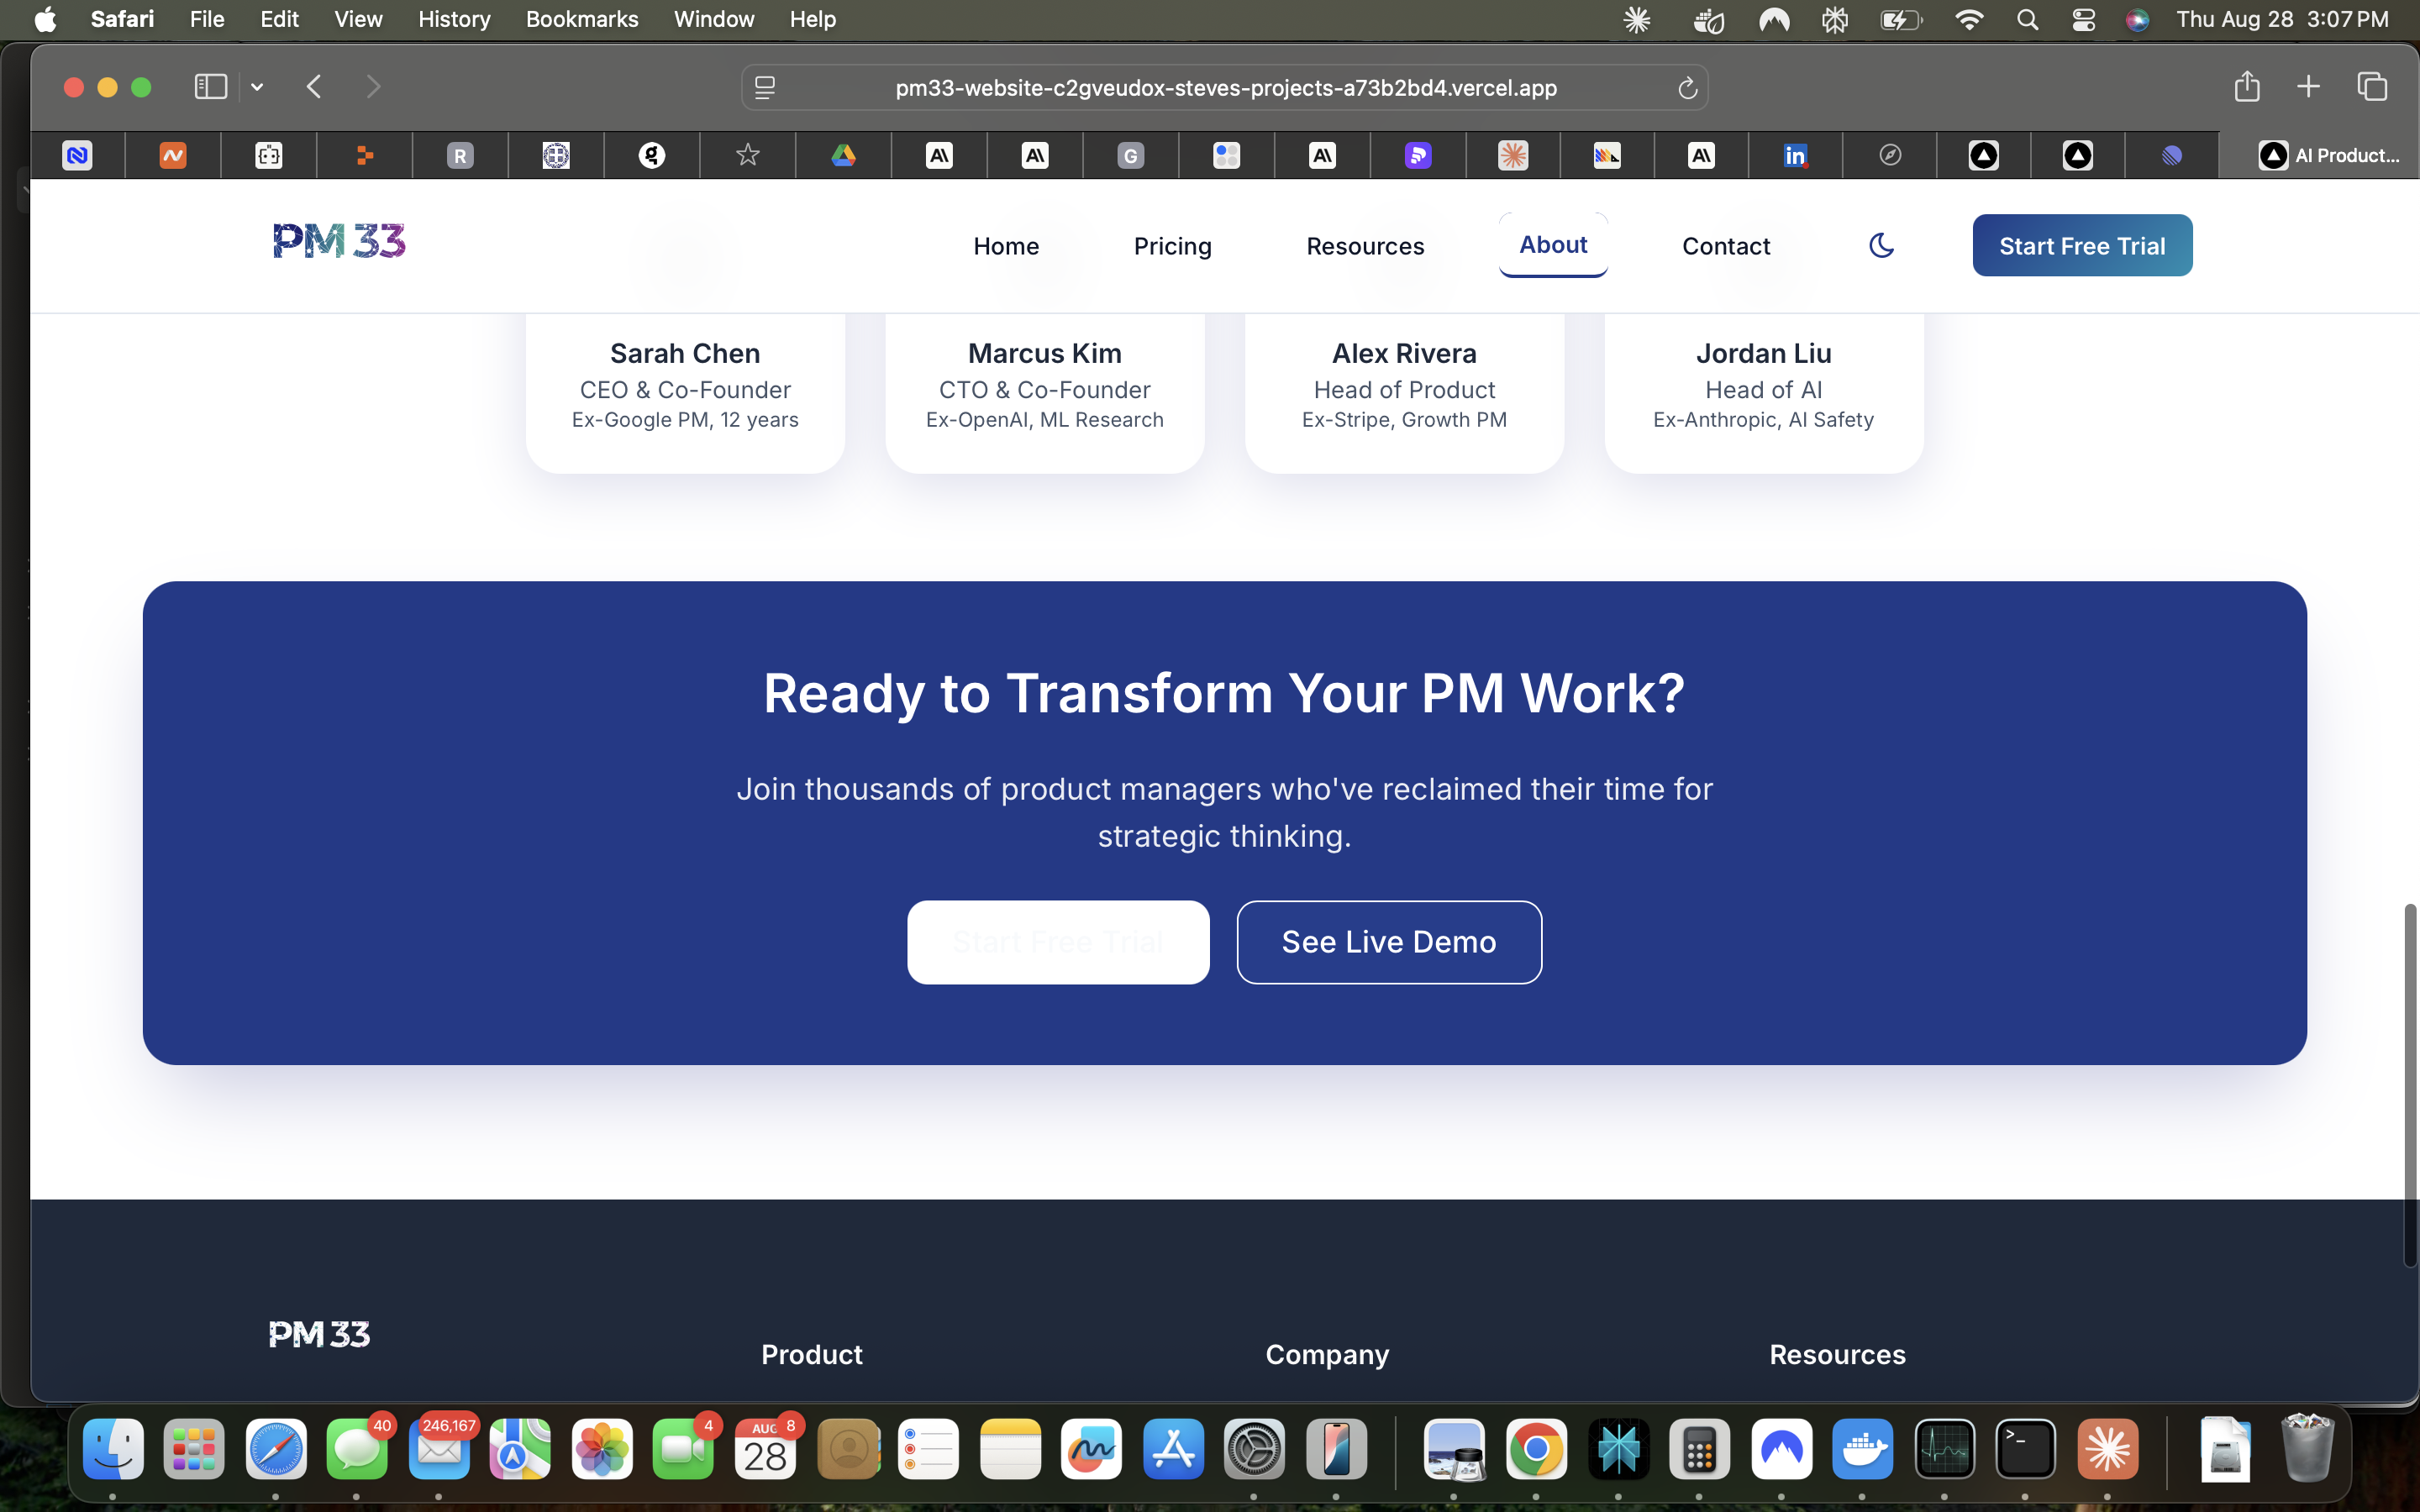 Safari File Edit View History Bookmarks Window Help Thu Aug 28 3:07 PM
pm33-website-c2gveudox-steves-projects-a73b2bd4.vercel.app
R G in AI Product...
PM 33 Home Pricing Resources About Contact Start Free Trial
Sarah Chen
CEO & Co-Founder
Ex-Google PM, 12 years
Marcus Kim
CTO & Co-Founder
Ex-OpenAI, ML Research
Alex Rivera
Head of Product
Ex-Stripe, Growth PM
Jordan Liu
Head of AI
Ex-Anthropic, AI Safety
Ready to Transform Your PM Work?
Join thousands of product managers who've reclaimed their time for
strategic thinking.
Start Free Trial See Live Demo
PM 33
Product Company Resources
40 246,167 4 AUG 8
28